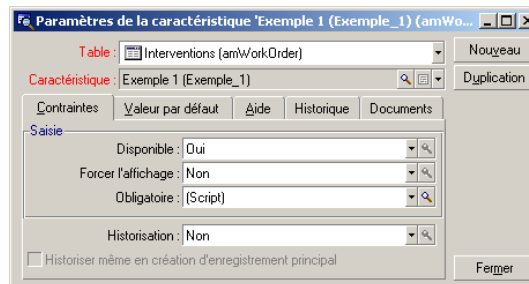 Paramètres de la caractéristique 'Exemple 1 (Exemple_1) (amWo...
Table : Interventions (amWorkOrder)
Nouveau
Caractéristique : Exemple 1 (Exemple_1)
Duplication
Contraintes Valeur par défaut Aide Historique Documents
Saisie
Disponible : Oui
Forcer l'affichage : Non
Obligatoire : (Script)
Historisation : Non
Historiser même en création d'enregistrement principal
Fermer